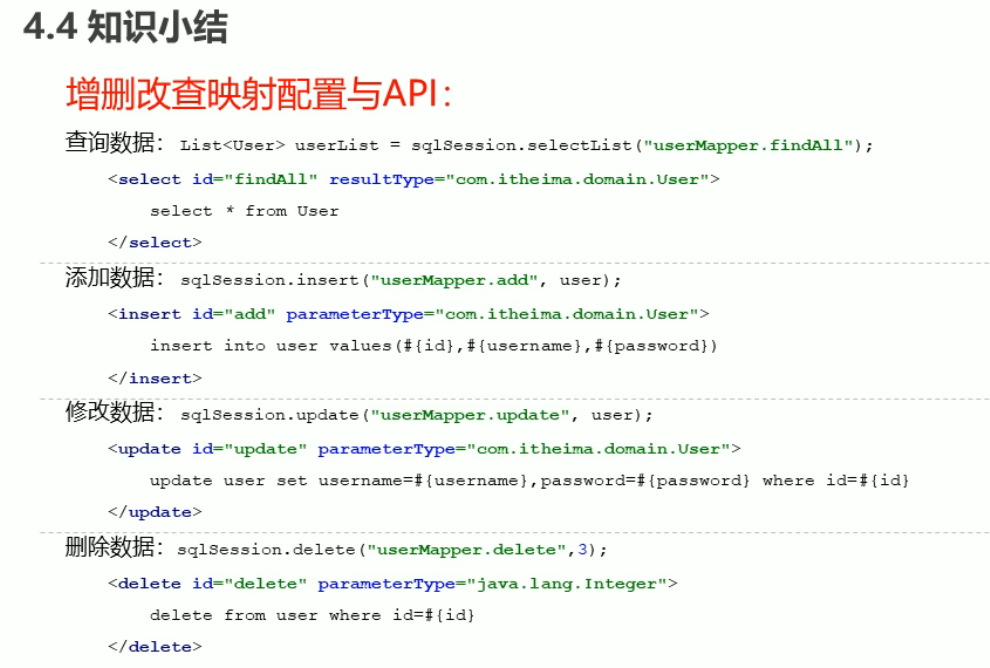 4.4 知识小结
增删改查映射配置与API：
查询数据： List<User> userList = sqlSession.selectList("userMapper.findAll");
<select id="findAll" resultType="com.itheima.domain.User">
select * from User
</select>
添加数据： sqlSession.insert("userMapper.add", user);
<insert id="add" parameterType="com.itheima.domain.User">
insert into user values(#{id},#{username},#{password})
</insert>
修改数据： sqlSession.update("userMapper.update", user);
<update id="update" parameterType="com.itheima.domain.User">
update user set username=#{username},password=#{password} where id=#{id}
</update>
删除数据： sqlSession.delete("userMapper.delete",3);
<delete id="delete" parameterType="java.lang.Integer">
delete from user where id=#{id}
</delete>